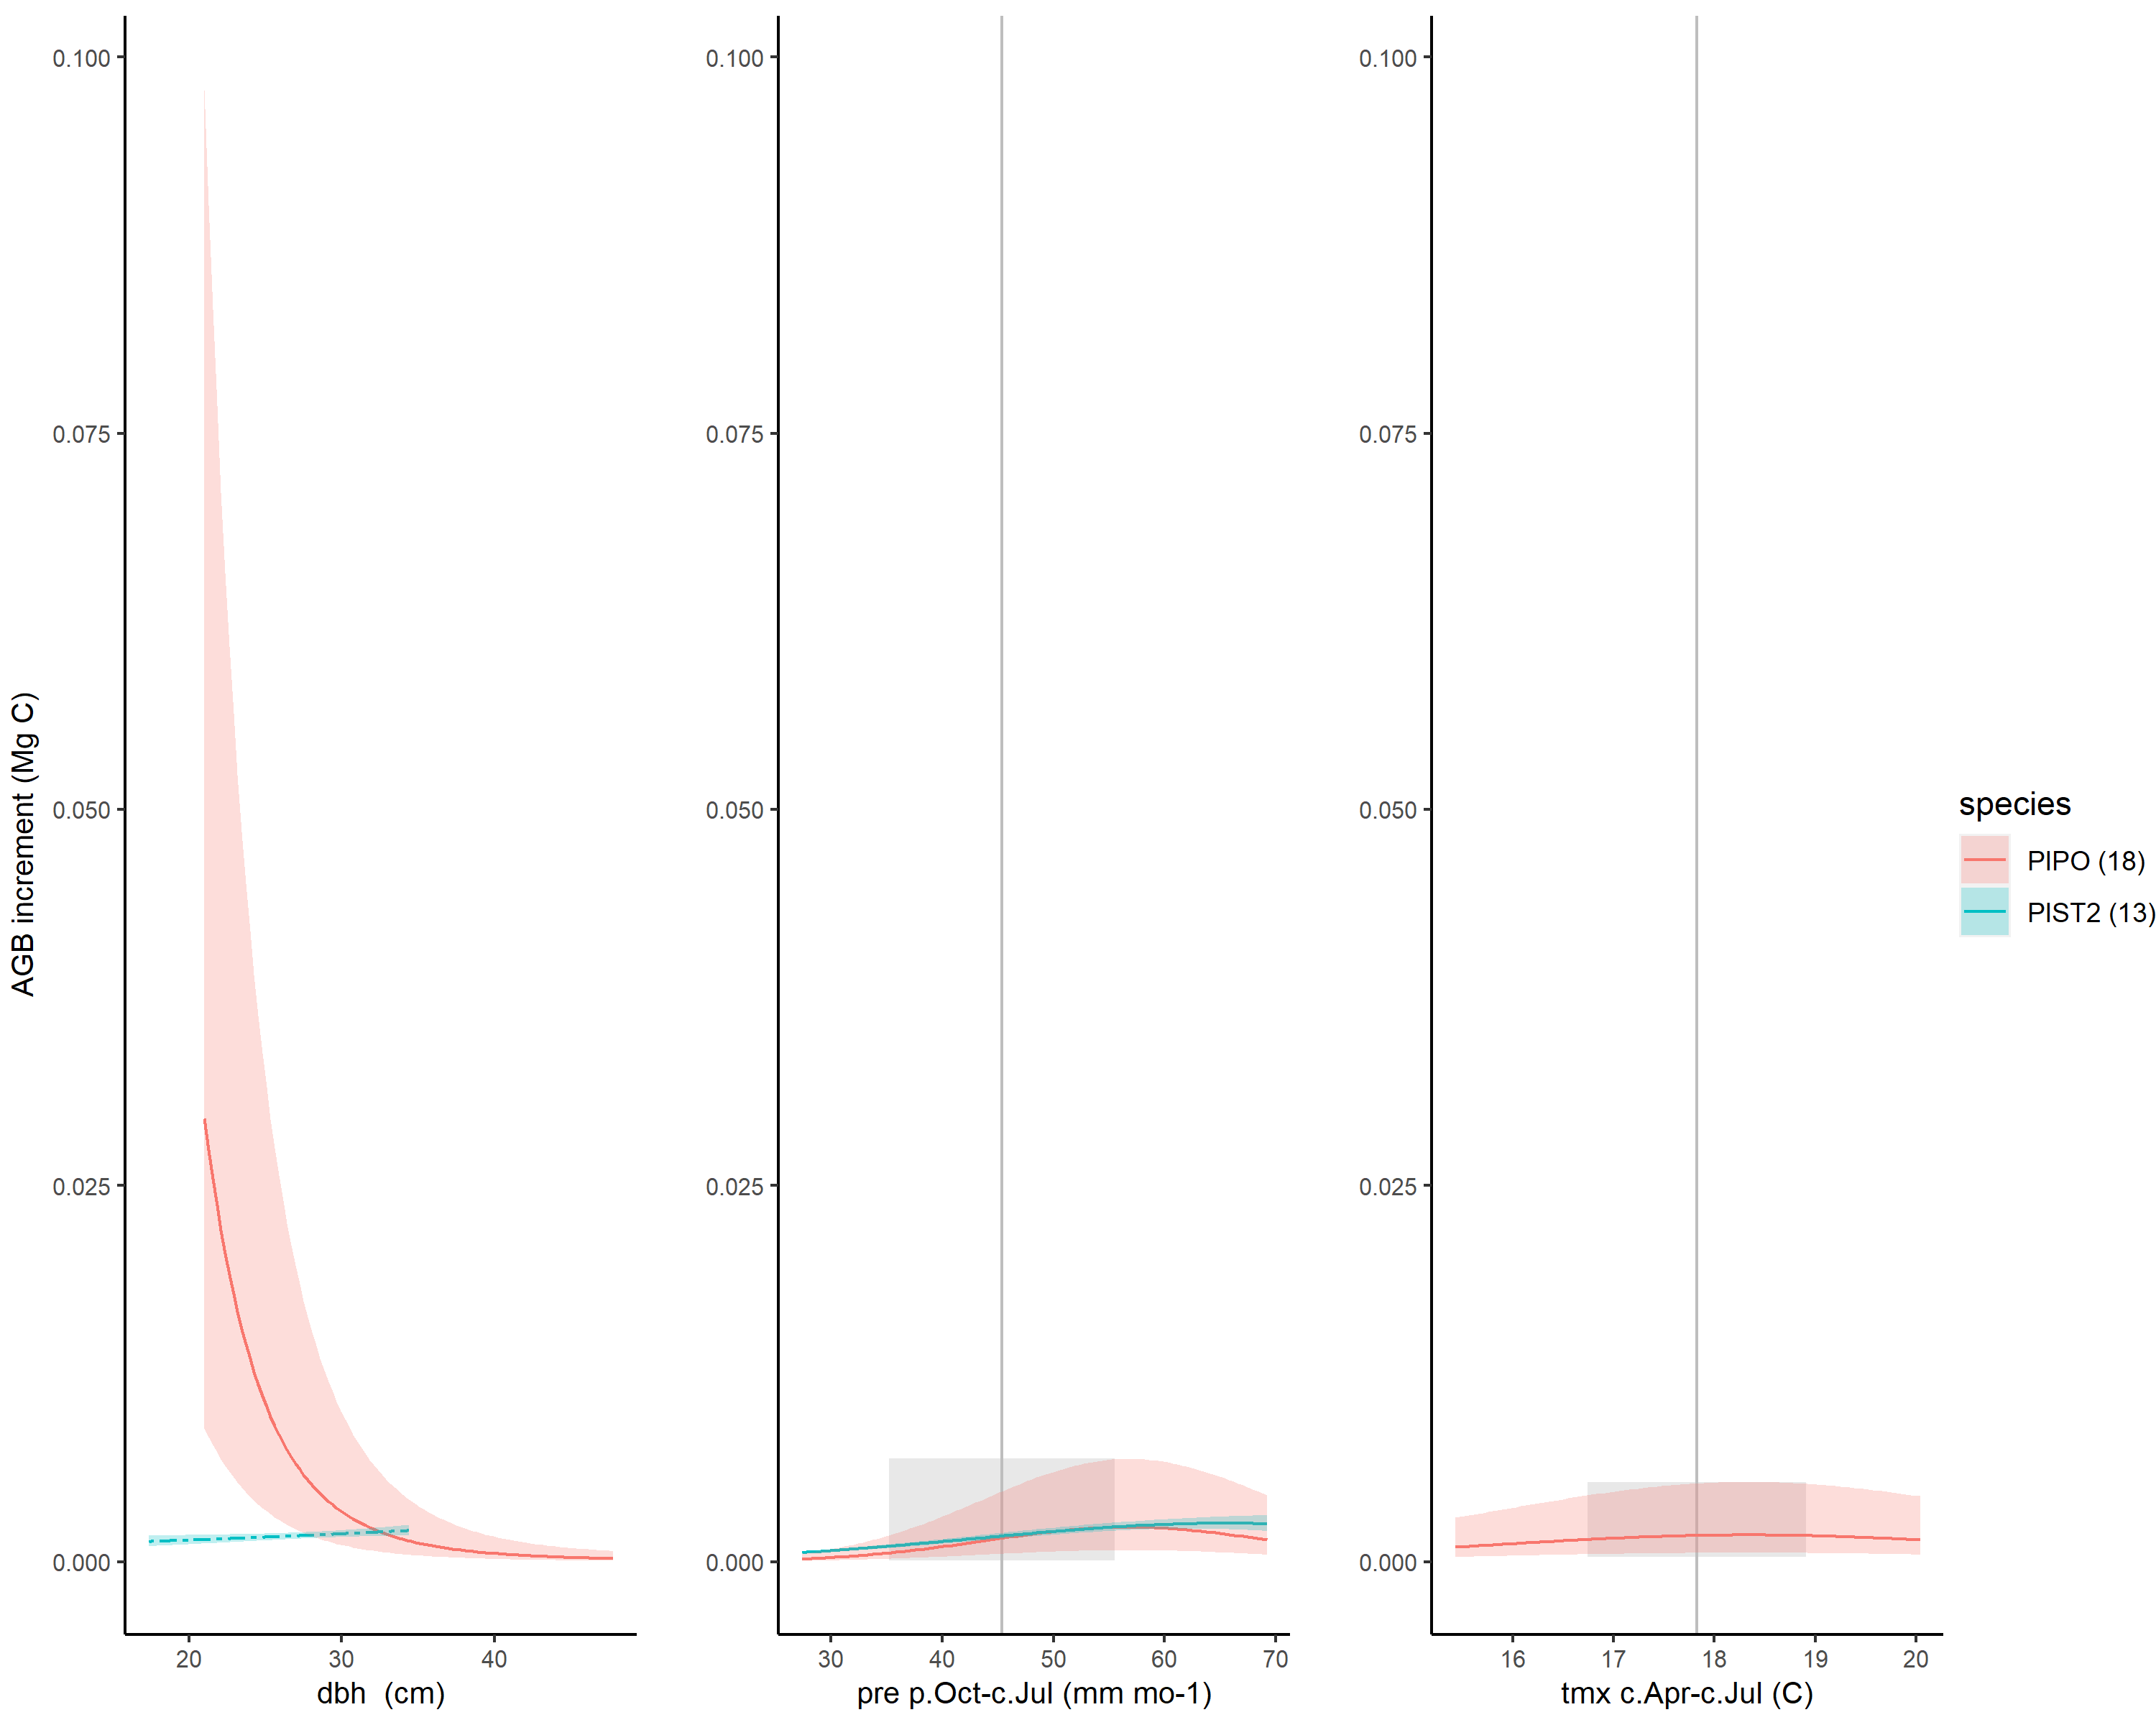 0.100
0.075
0.050
0.025
0.000
AGB increment (Mg C)
20 30 40
dbh  (cm)
0.100
0.075
0.050
0.025
0.000
30 40 50 60 70
pre p.Oct-c.Jul (mm mo-1)
0.100
0.075
0.050
0.025
0.000
16 17 18 19 20
tmx c.Apr-c.Jul (C)
species
PIPO (18)
PIST2 (13)